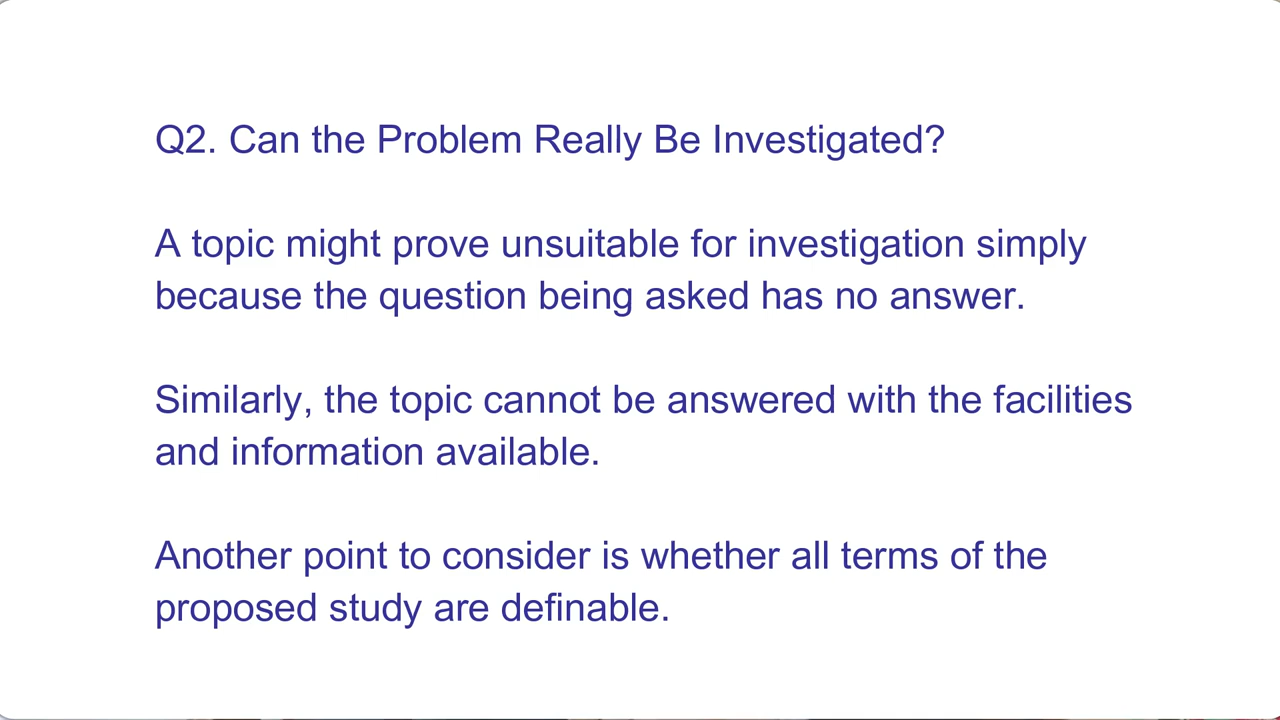 Q2. Can the Problem Really Be Investigated?
A topic might prove unsuitable for investigation simply
because the question being asked has no answer.
Similarly, the topic cannot be answered with the facilities
and information available.
Another point to consider is whether all terms of the
proposed study are definable.